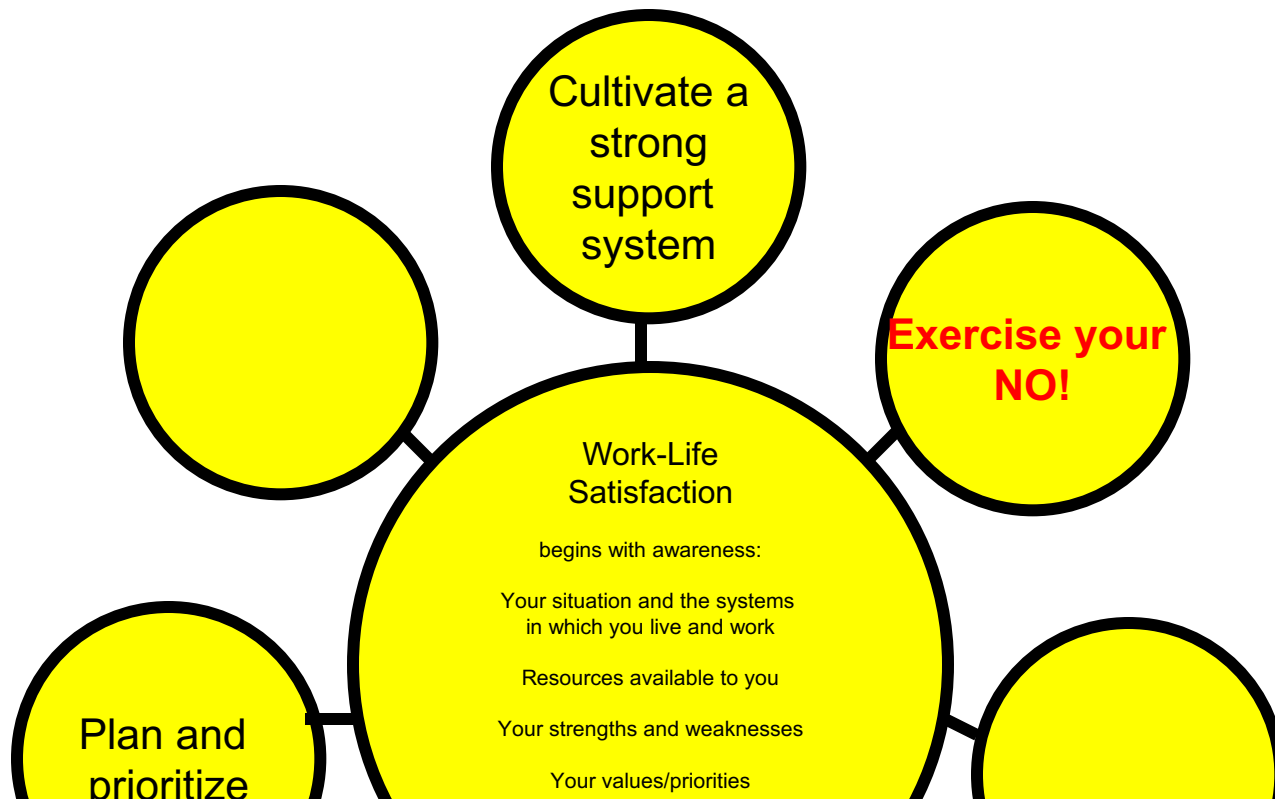 Cultivate a
strong
support
system
Exercise your
NO!
Work-Life
Satisfaction
begins with awareness:
Your situation and the systems
in which you live and work
Resources available to you
Your strengths and weaknesses
Your values/priorities
Plan and
prioritize